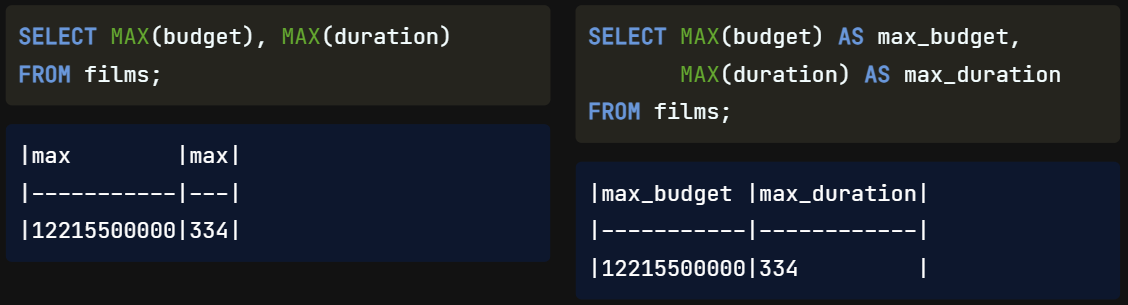 SELECT MAX(budget), MAX(duration)
FROM films;
|max        |max|
|-----------|---|
|12215500000|334|
SELECT MAX(budget) AS max_budget,
       MAX(duration) AS max_duration
FROM films;
|max_budget |max_duration|
|-----------|------------|
|12215500000|334         |